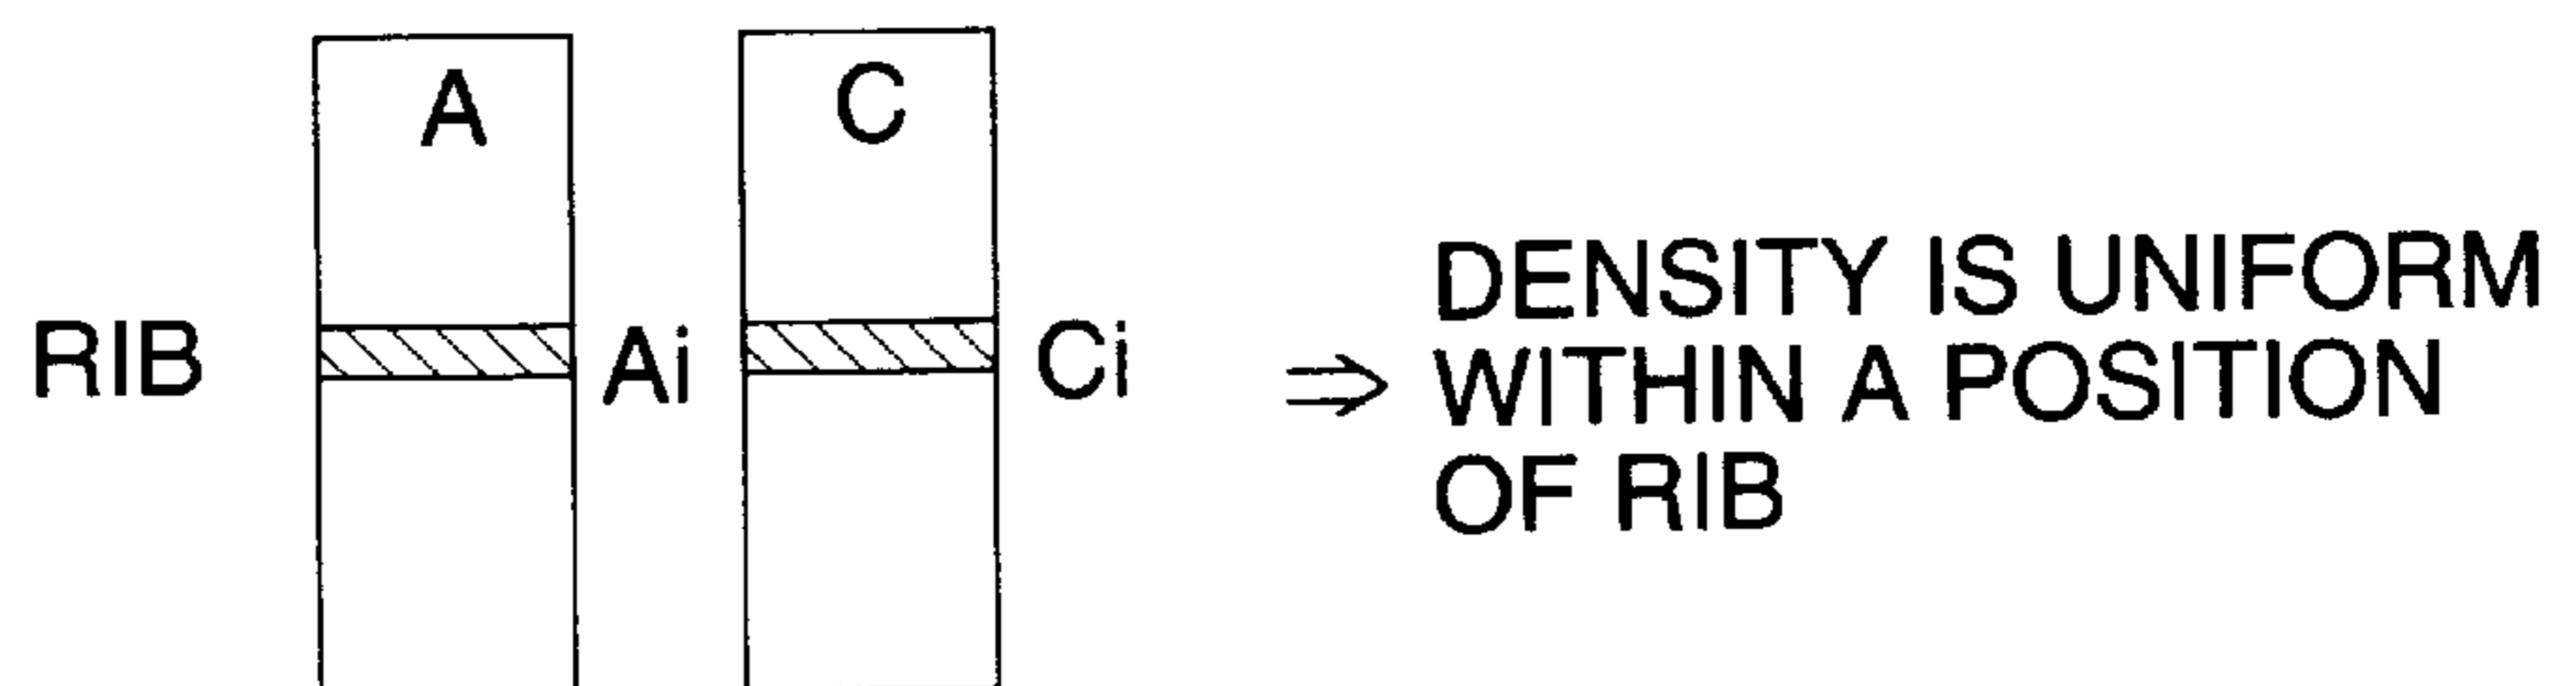 A
C
RIB
Ai
Ci
⇒ DENSITY IS UNIFORM
WITHIN A POSITION
OF RIB